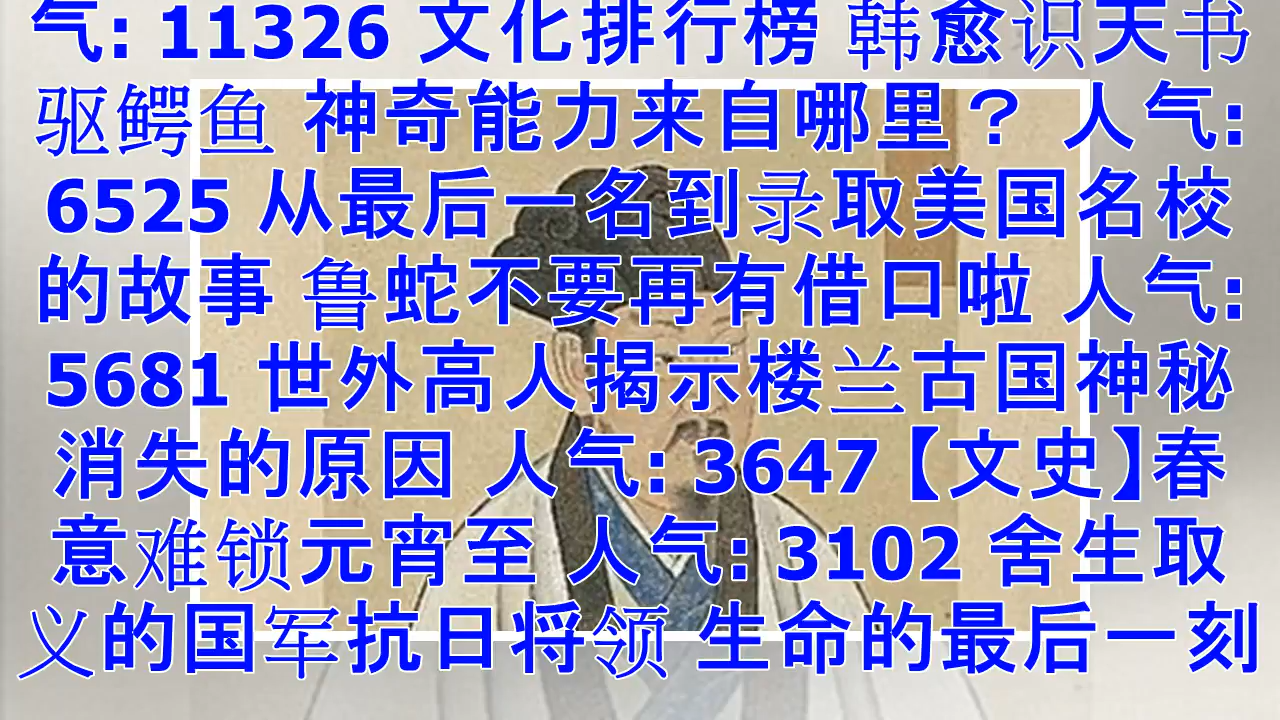 气: 11326 文化排行榜 韩愈识天书
驱鳄鱼 神奇能力来自哪里？ 人气:
6525 从最后一名到录取美国名校
的故事 鲁蛇不要再有借口啦 人气:
5681 世外高人揭示楼兰古国神秘
消失的原因 人气: 3647【文史】春
意难锁元宵至 人气: 3102 舍生取
义的国军抗日将领 生命的最后一刻